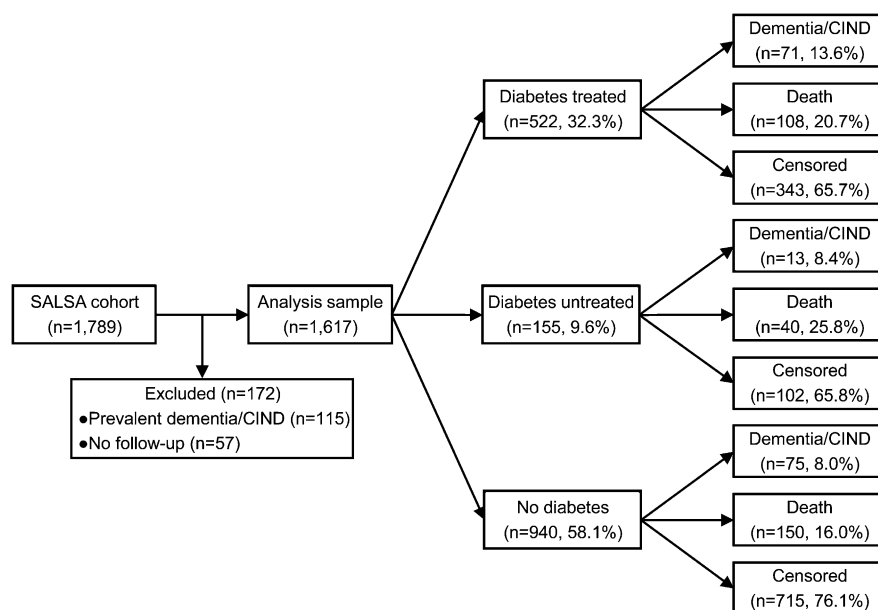 SALSA cohort
(n=1,789)
Excluded (n=172)
●Prevalent dementia/CIND (n=115)
●No follow-up (n=57)
Analysis sample
(n=1,617)
Diabetes treated
(n=522, 32.3%)
Dementia/CIND
(n=71, 13.6%)
Death
(n=108, 20.7%)
Censored
(n=343, 65.7%)
Diabetes untreated
(n=155, 9.6%)
Dementia/CIND
(n=13, 8.4%)
Death
(n=40, 25.8%)
Censored
(n=102, 65.8%)
No diabetes
(n=940, 58.1%)
Dementia/CIND
(n=75, 8.0%)
Death
(n=150, 16.0%)
Censored
(n=715, 76.1%)